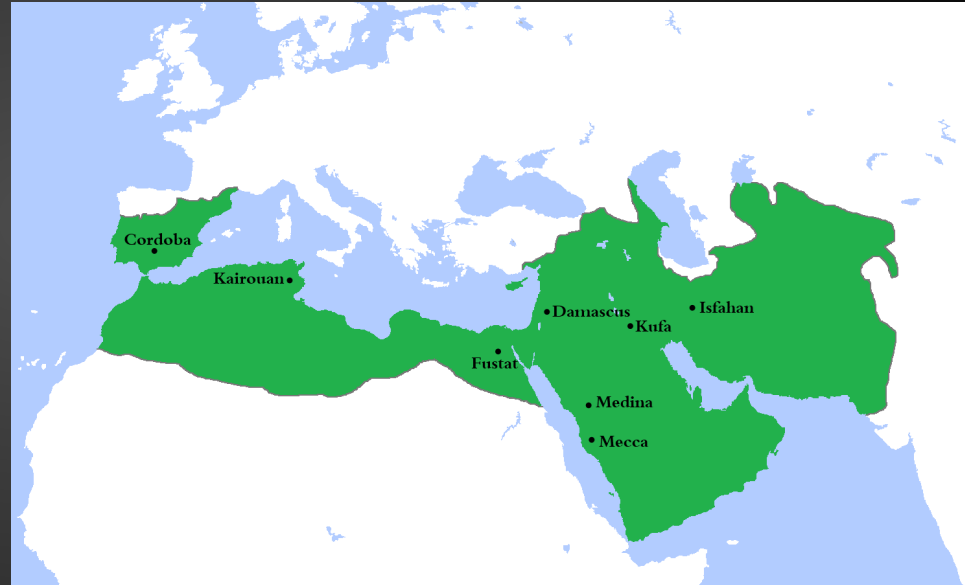 Cordoba
Kairouan
Damascus
Isfahan
Kufa
Fustat
Medina
Mecca